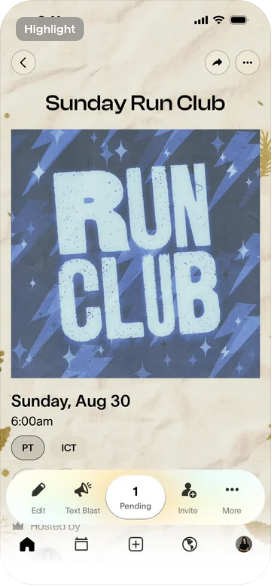 Highlight
Sunday Run Club
RUN
CLUB
Sunday, Aug 30
6:00am
PT ICT
1
Edit Text Blast Pending Invite More
Hosted by